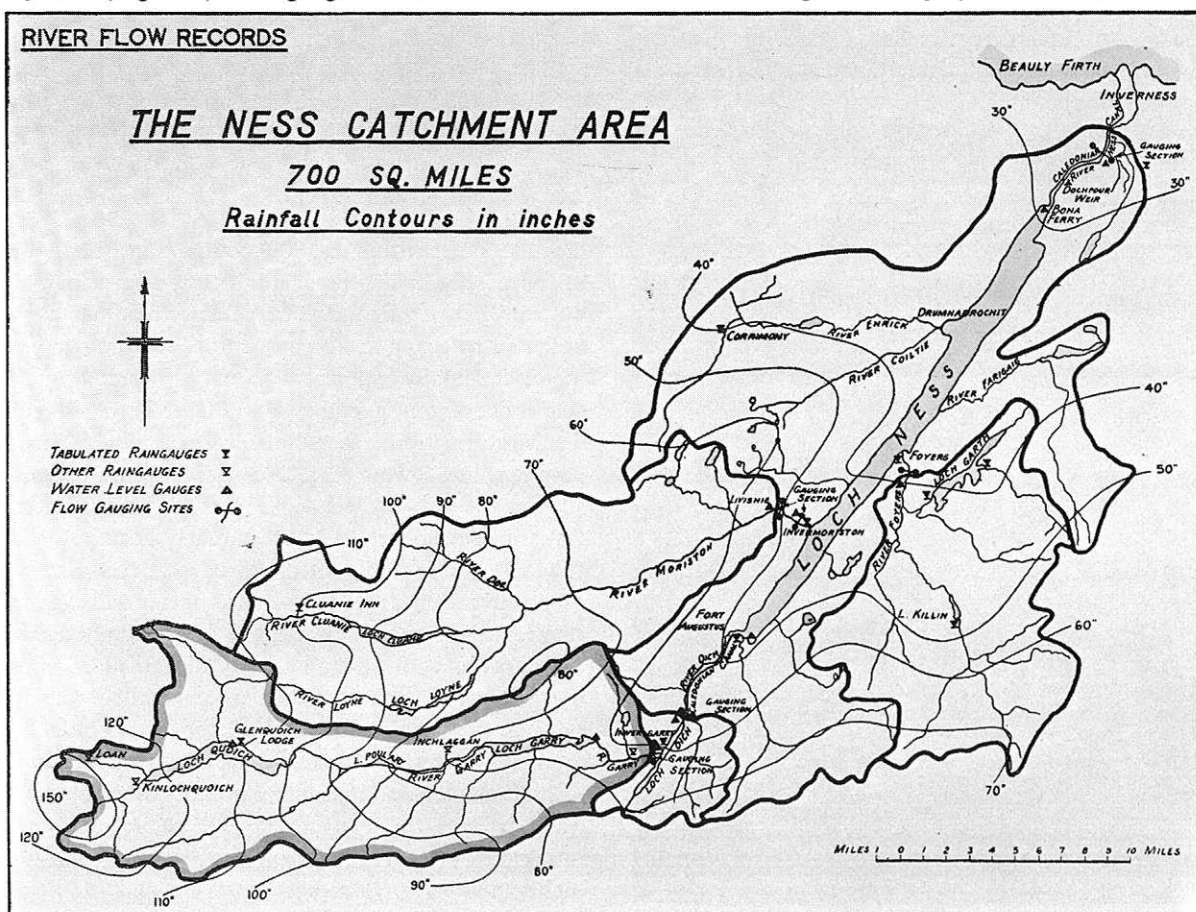 RIVER FLOW RECORDS
THE NESS CATCHMENT AREA
700 SQ. MILES
Rainfall Contours in inches
BEAULY FIRTH
INVERNESS
30"
CALEDONIAN CANAL
RIVER NESS
GAUGING
SECTION
DOCHFOUR
WEIR
30"
BONA
FERRY
40"
DRUMNADROCHIT
CORRIMONY
RIVER ENRICK
RIVER COILTIE
50"
RIVER FARIGAIG
40"
LOCH NESS
60"
TABULATED RAINGAUGES
OTHER RAINGAUGES
WATER LEVEL GAUGES
FLOW GAUGING SITES
70"
FOYERS
LOCH GARTH
50"
100"
90"
80"
LIVISHIE
GAUGING
SECTION
INVERMORISTON
RIVER FOYERS
110"
RIVER DOE
RIVER MORISTON
CLUANIE INN
RIVER CLUANIE
LOCH CLUANIE
FORT
AUGUSTUS
L. KILLIN
60"
RIVER LOYNE
LOCH LOYNE
80"
RIVER OICH
CALEDONIAN CANAL
GAUGING
SECTION
120"
GLENQUOICH
LODGE
LOAN
LOCH QUOICH
INCHLAGGAN
L. POULARY
RIVER GARRY
LOCH GARRY
INVERGARRY
R.
GARRY
GAUGING
SECTION
LOCH OICH
KINLOCHQUOICH
150"
70"
120"
110"
100"
90"
80"
MILES 1 0 1 2 3 4 5 6 7 8 9 10 MILES